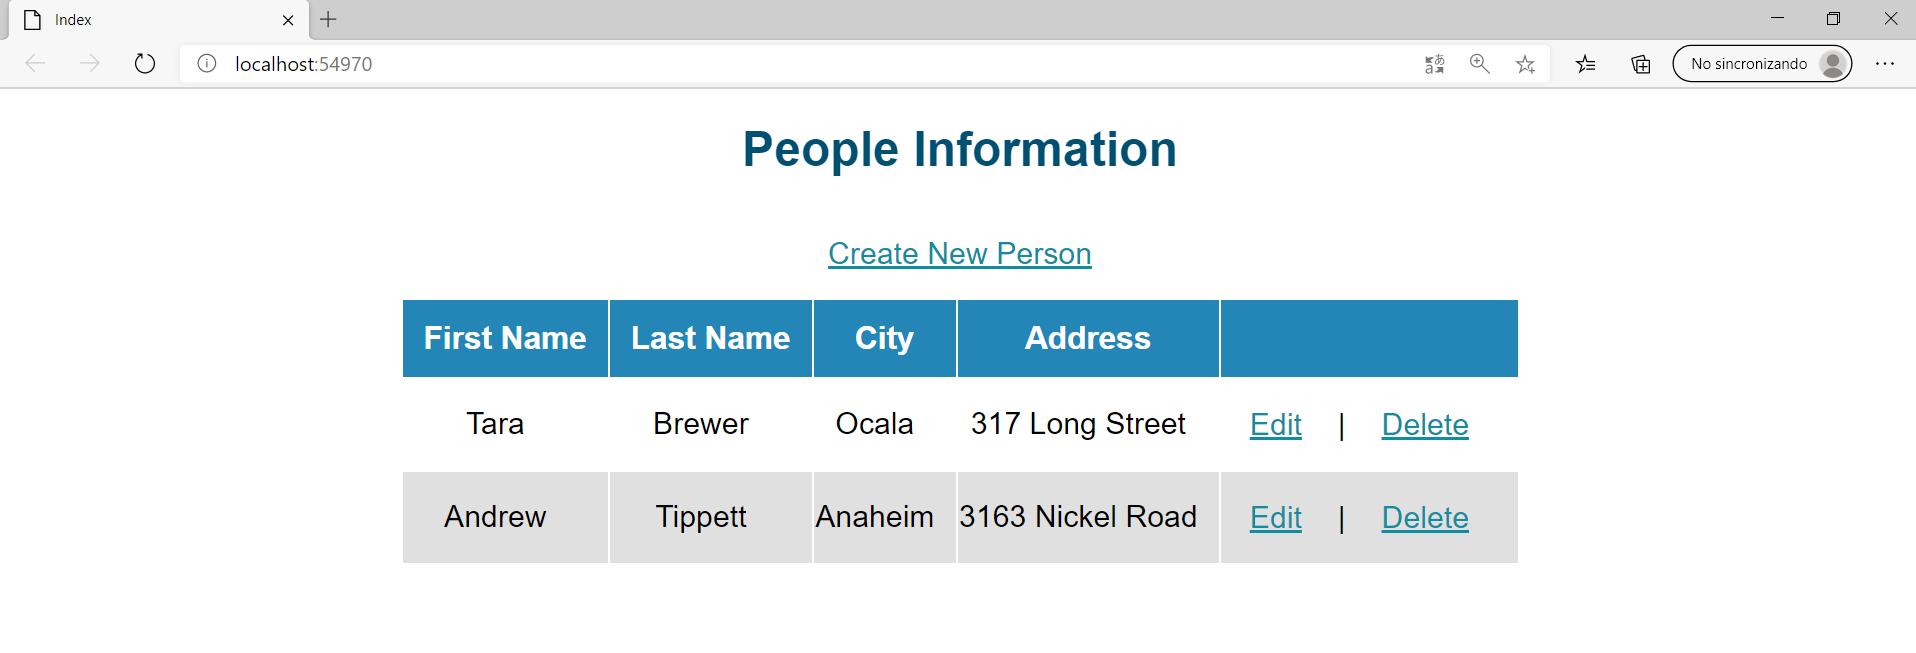 Index
localhost:54970
No sincronizando
People Information
Create New Person
First Name Last Name City Address
Tara Brewer Ocala 317 Long Street Edit | Delete
Andrew Tippett Anaheim 3163 Nickel Road Edit | Delete